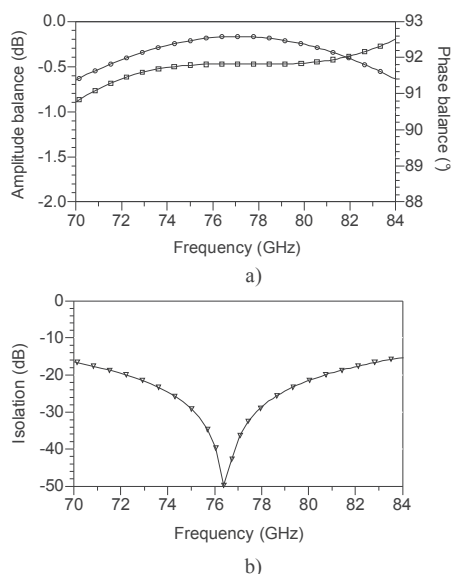 0.0
-0.5
-1.0
-1.5
-2.0
Amplitude balance (dB)
93
92
91
90
89
88
Phase balance (°)
70 72 74 76 78 80 82 84
Frequency (GHz)
a)
0
-10
-20
-30
-40
-50
Isolation (dB)
70 72 74 76 78 80 82 84
Frequency (GHz)
b)